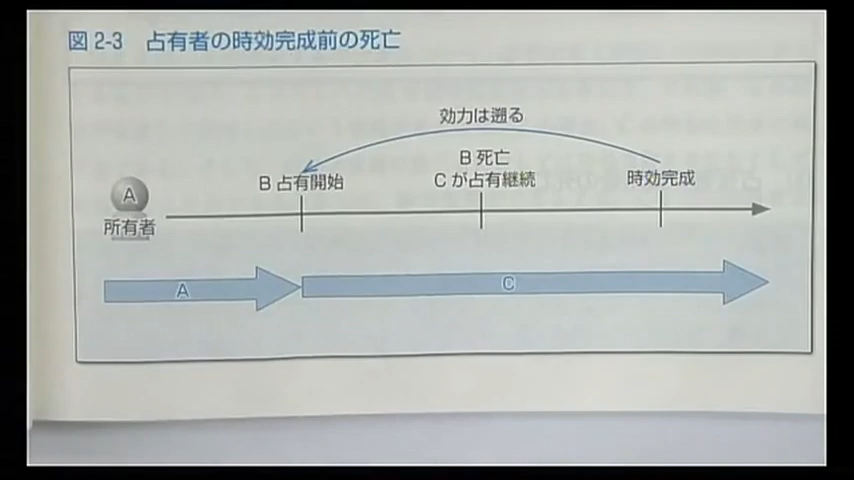 図2-3 占有者の時効完成前の死亡
効力は遡る
B 死亡
B 占有開始
C が占有継続
時効完成
A
所有者
A
C